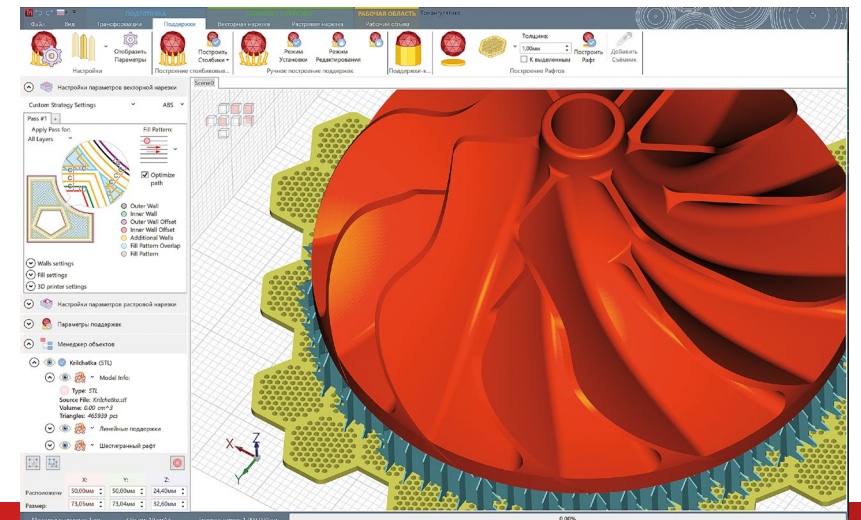 ПОДГОТОВКА
РАБОЧАЯ ОБЛАСТЬ
Файл Вид Трансформации Поддержки Векторная нарезка Растровая нарезка Рабочий объем
Отобразить Параметры
Построить Столбики
Режим Установки
Режим Редактирования
Толщина:
1,00мм
К выделенным
Построить Рафт
Добавить Съёмник
Настройки
Построение столбиковых...
Ручное построение поддержек
Поддержки-к...
Построение Рафтов
Scene0
Настройки параметров векторной нарезки
Custom Strategy Settings ABS
Pass #1 +
Apply Pass for: Fill Pattern:
All Layers
Optimize path
Outer Wall
Inner Wall
Outer Wall Offset
Inner Wall Offset
Additional Walls
Fill Pattern Overlap
Fill Pattern
Walls settings
Fill settings
3D printer settings
Настройки параметров растровой нарезки
Параметры поддержек
Менеджер объектов
Krilchatka (STL)
Model Info:
Type: STL
Source File: Krilchatka.stl
Volume: 0,00 cm^3
Triangles: 465939 pcs
Линейные поддержки
Шестигранный рафт
X: Y: Z:
Расположени 50,00мм 50,00мм 24,40мм
Размер: 73,05мм 73,04мм 52,60мм
X Z Y
0,00%